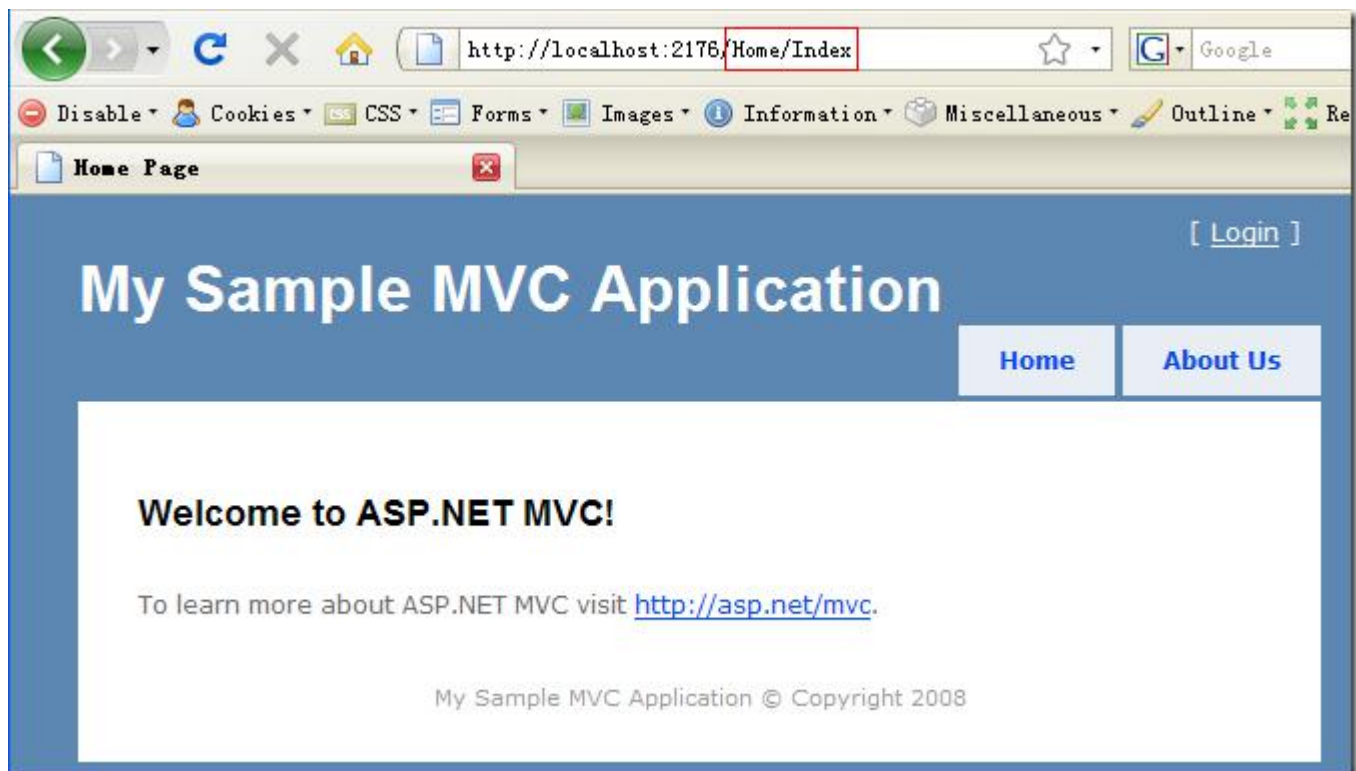 http://localhost:2176/Home/Index
G Google
Disable Cookies CSS Forms Images Information Miscellaneous Outline Re
Home Page
[ Login ]
My Sample MVC Application
Home About Us
Welcome to ASP.NET MVC!
To learn more about ASP.NET MVC visit http://asp.net/mvc.
My Sample MVC Application © Copyright 2008